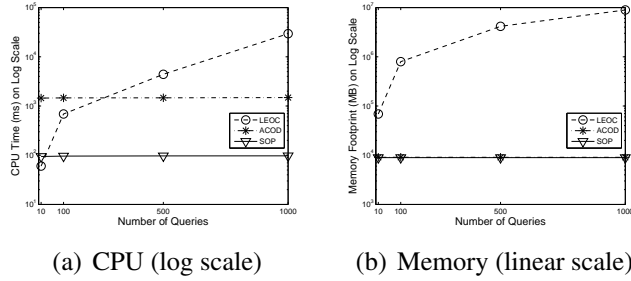 CPU Time (ms) on Log Scale
10^5
10^4
10^3
10^2
10^1
10 100 500 1000
Number of Queries
LEOC
ACOD
SOP
Memory Footprint (MB) on Log Scale
10^7
10^6
10^5
10^4
10^3
10 100 500 1000
Number of Queries
LEOC
ACOD
SOP
(a) CPU (log scale)
(b) Memory (linear scale)